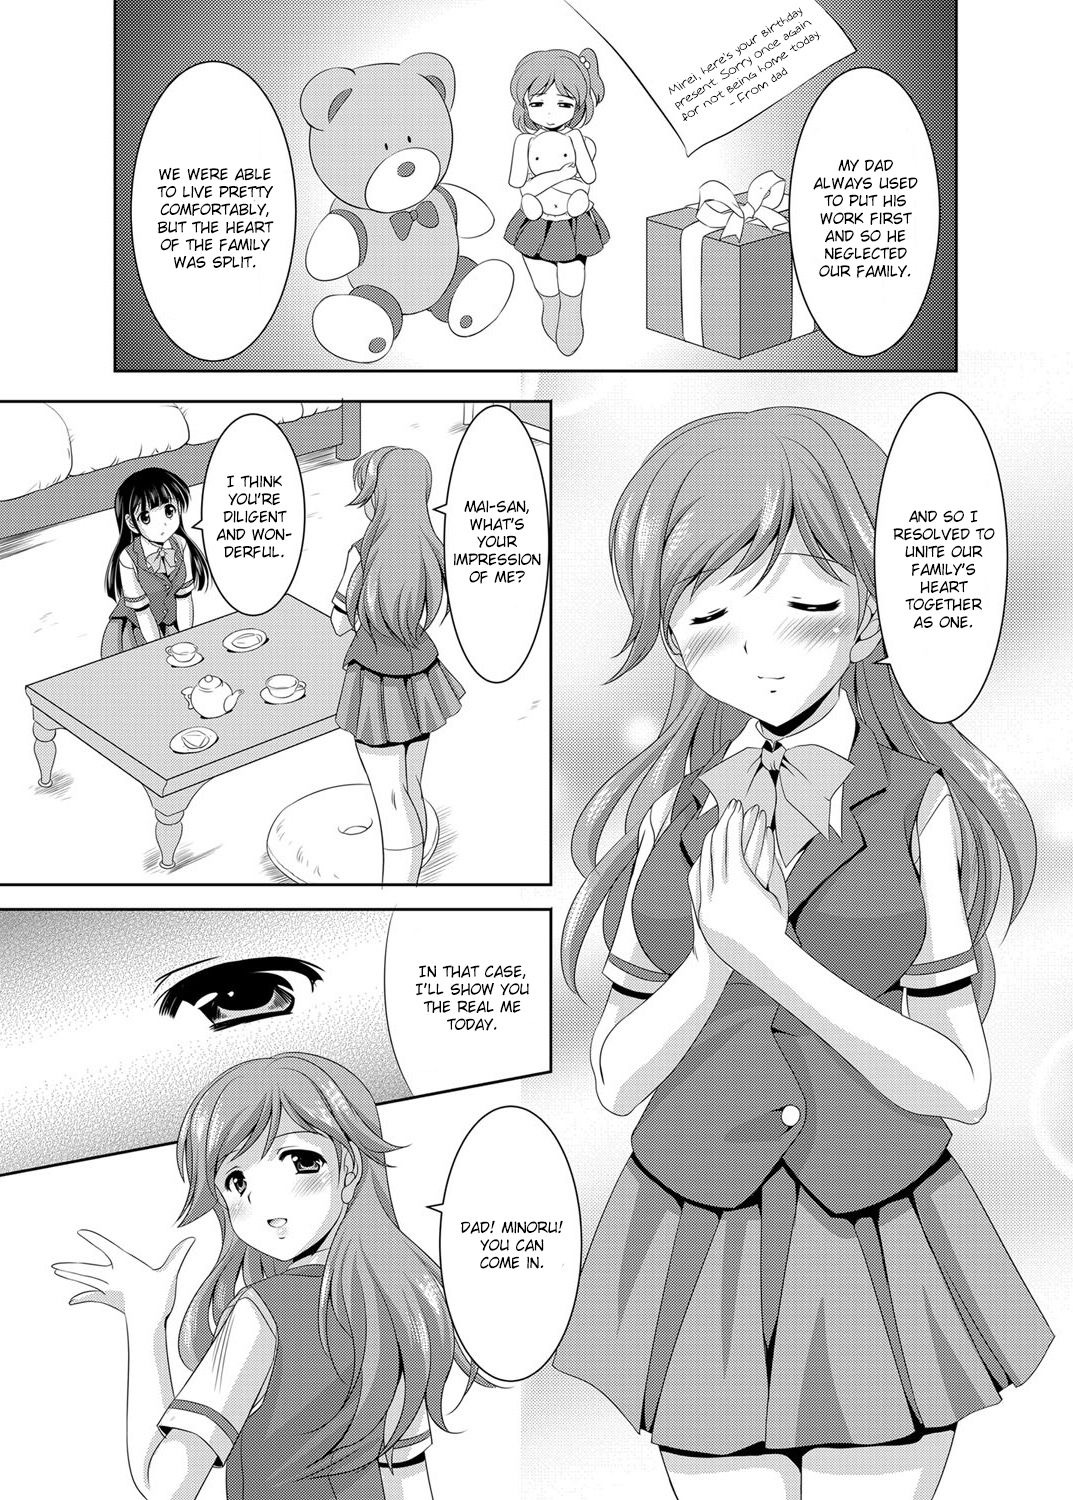 Mirei, here's your birthday
present. Sorry once again
for not being home today.
- From dad
MY DAD
ALWAYS USED
TO PUT HIS
WORK FIRST
AND SO HE
NEGLECTED
OUR FAMILY.
WE WERE ABLE
TO LIVE PRETTY
COMFORTABLY,
BUT THE HEART
OF THE FAMILY
WAS SPLIT.
AND SO I
RESOLVED TO
UNITE OUR
FAMILY'S
HEART
TOGETHER
AS ONE.
MAI-SAN,
WHAT'S
YOUR
IMPRESSION
OF ME?
I THINK
YOU'RE
DILIGENT
AND WON-
DERFUL.
IN THAT CASE,
I'LL SHOW YOU
THE REAL ME
TODAY.
DAD! MINORU!
YOU CAN
COME IN.